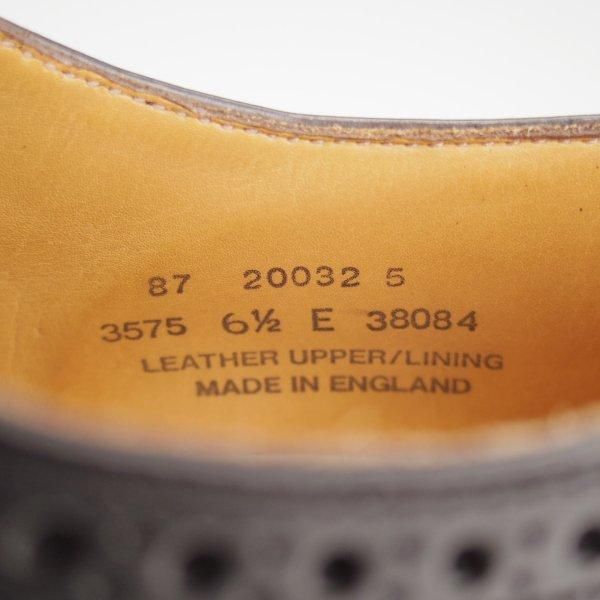 87 20032 5
3575 6½ E 38084
LEATHER UPPER/LINING
MADE IN ENGLAND